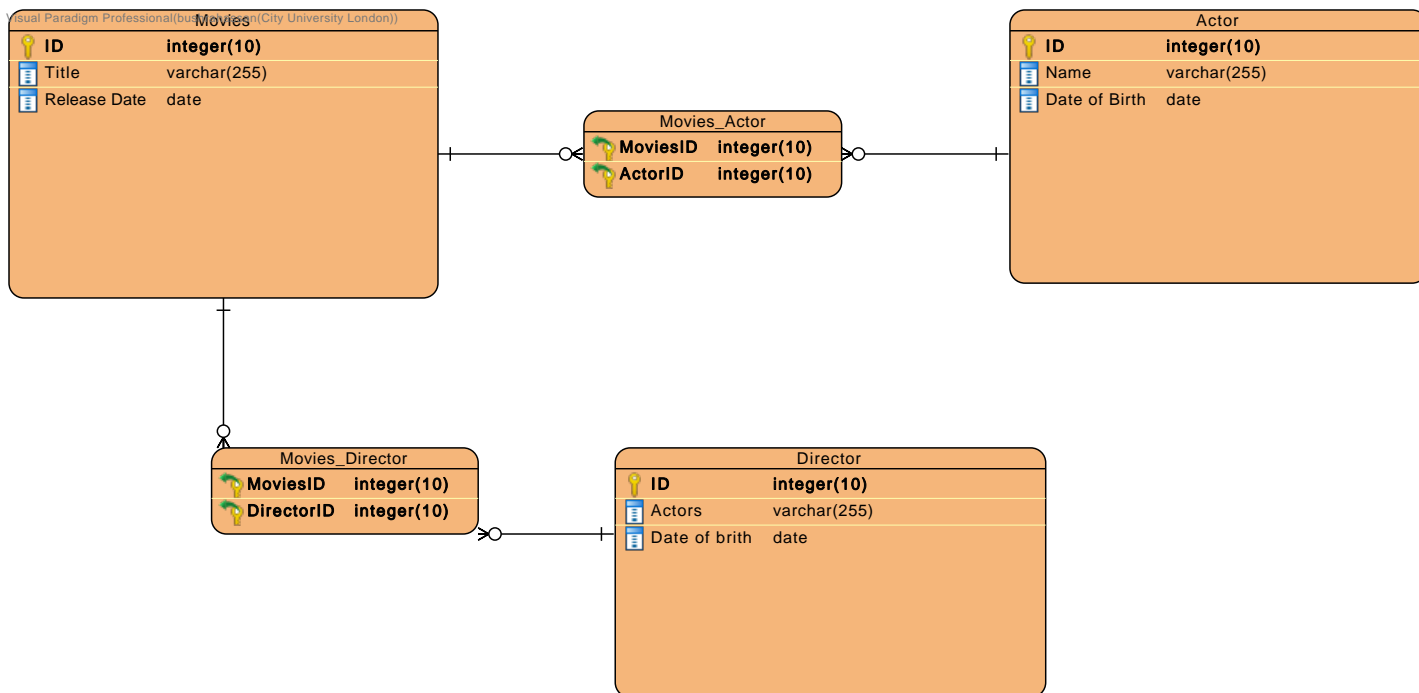 Visual Paradigm Professional(bus
(City University London))
Movies
ID integer(10)
Title varchar(255)
Release Date date
Actor
ID integer(10)
Name varchar(255)
Date of Birth date
Movies_Actor
MoviesID integer(10)
ActorID integer(10)
Movies_Director
MoviesID integer(10)
DirectorID integer(10)
Director
ID integer(10)
Actors varchar(255)
Date of brith date